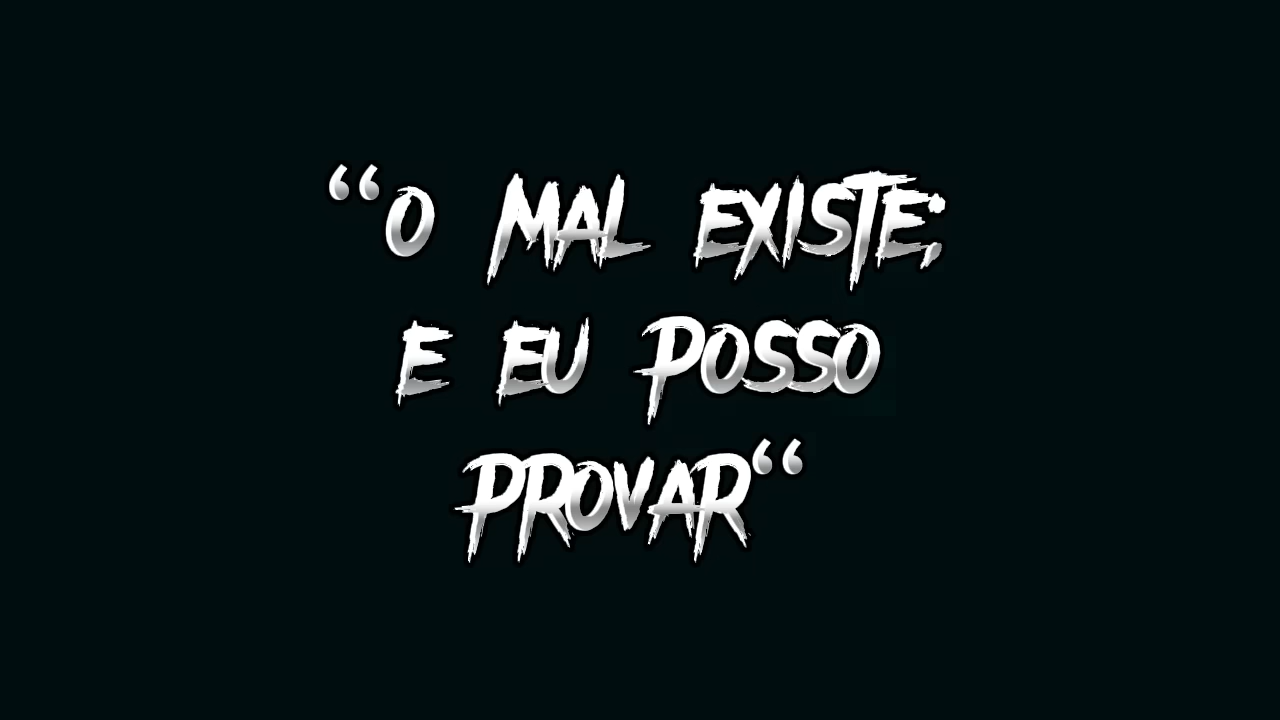 “O MAL EXISTE;
E EU POSSO
PROVAR“